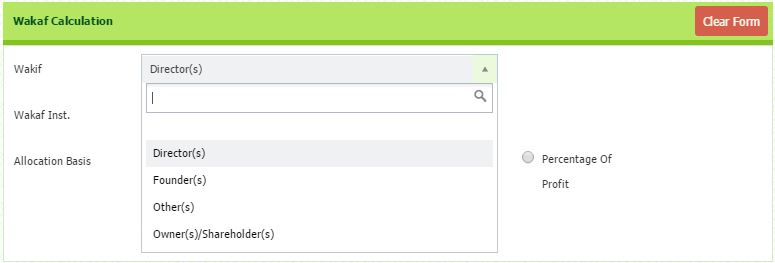 Wakaf Calculation
Clear Form
Wakif
Director(s)
Wakaf Inst.
Allocation Basis
Director(s)
Founder(s)
Other(s)
Owner(s)/Shareholder(s)
Percentage Of
Profit